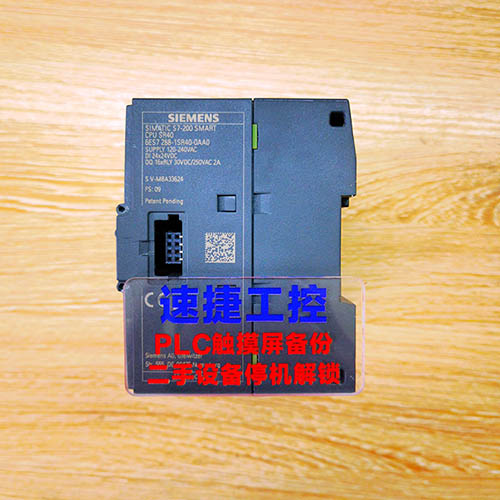 SIEMENS
SIMATIC S7-200 SMART
CPU SR40
6ES7 288-1SR40-0AA0
SUPPLY 120-240VAC
DI 24x24VDC
DQ 16xRLY 30VDC/250VAC 2A
S V-M8A33624
FS: 09
Patent Pending
CE
速捷工控
PLC触摸屏备份
Siemens AG,
二手设备停机解锁